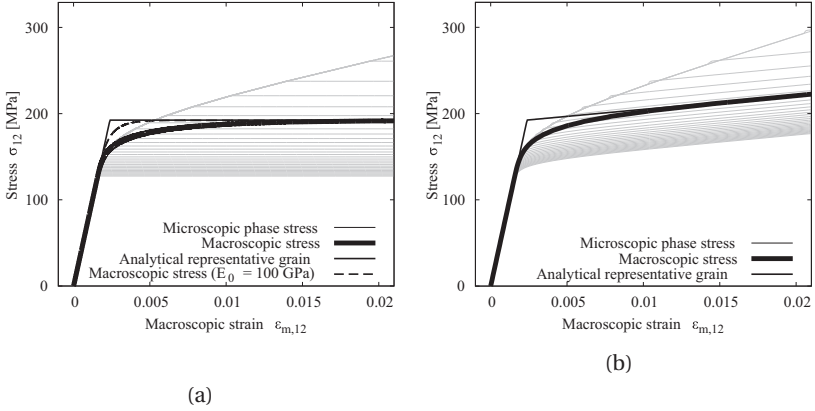 300
200
100
0
Stress σ12 [MPa]
Microscopic phase stress
Macroscopic stress
Analytical representative grain
Macroscopic stress (E0 = 100 GPa)
0 0.005 0.01 0.015 0.02
Macroscopic strain εm,12
(a)
300
200
100
0
Stress σ12 [MPa]
Microscopic phase stress
Macroscopic stress
Analytical representative grain
0 0.005 0.01 0.015 0.02
Macroscopic strain εm,12
(b)